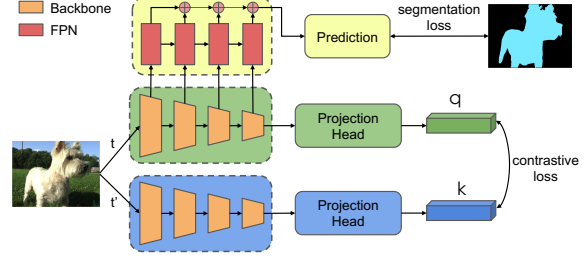 Backbone
FPN
Prediction
segmentation
loss
t
t'
Projection
Head
q
contrastive
loss
Projection
Head
k